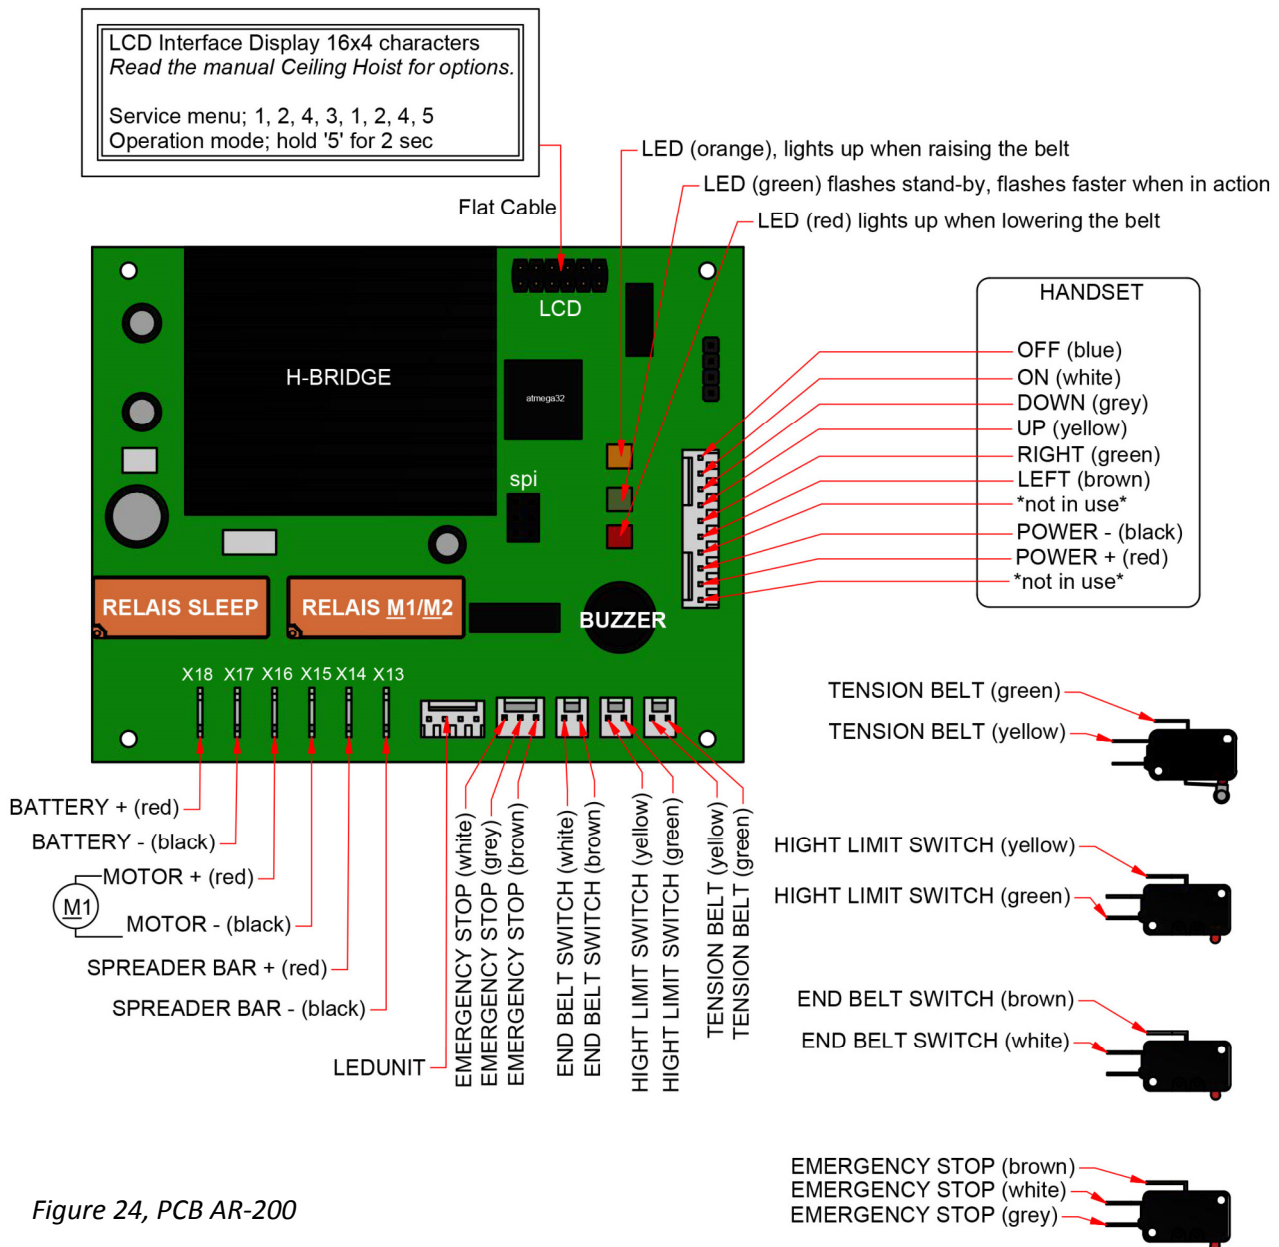 LCD Interface Display 16x4 characters
Read the manual Ceiling Hoist for options.
Service menu; 1, 2, 4, 3, 1, 2, 4, 5
Operation mode; hold '5' for 2 sec
LED (orange), lights up when raising the belt
LED (green) flashes stand-by, flashes faster when in action
Flat Cable
LED (red) lights up when lowering the belt
LCD
H-BRIDGE
atmega32
spi
HANDSET
OFF (blue)
ON (white)
DOWN (grey)
UP (yellow)
RIGHT (green)
LEFT (brown)
*not in use*
POWER - (black)
POWER + (red)
*not in use*
RELAIS SLEEP
RELAIS M1/M2
BUZZER
X18 X17 X16 X15 X14 X13
BATTERY + (red)
BATTERY - (black)
MOTOR + (red)
M1
MOTOR - (black)
SPREADER BAR + (red)
SPREADER BAR - (black)
LEDUNIT
EMERGENCY STOP (white)
EMERGENCY STOP (grey)
EMERGENCY STOP (brown)
END BELT SWITCH (white)
END BELT SWITCH (brown)
HIGHT LIMIT SWITCH (yellow)
HIGHT LIMIT SWITCH (green)
TENSION BELT (yellow)
TENSION BELT (green)
TENSION BELT (green)
TENSION BELT (yellow)
HIGHT LIMIT SWITCH (yellow)
HIGHT LIMIT SWITCH (green)
END BELT SWITCH (brown)
END BELT SWITCH (white)
EMERGENCY STOP (brown)
EMERGENCY STOP (white)
EMERGENCY STOP (grey)
Figure 24, PCB AR-200